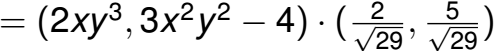 = (2xy³, 3x²y² − 4) · (2/√29, 5/√29)